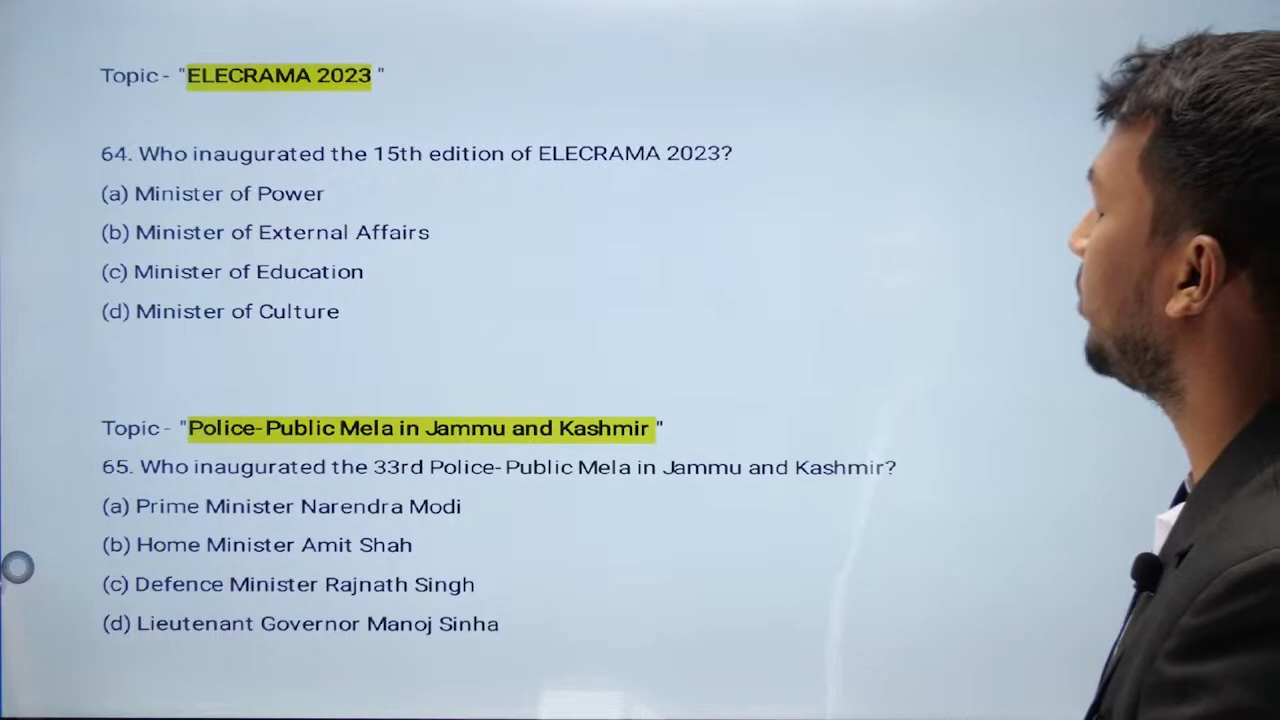 Topic - "ELECRAMA 2023 "
64. Who inaugurated the 15th edition of ELECRAMA 2023?
(a) Minister of Power
(b) Minister of External Affairs
(c) Minister of Education
(d) Minister of Culture
Topic - "Police-Public Mela in Jammu and Kashmir "
65. Who inaugurated the 33rd Police-Public Mela in Jammu and Kashmir?
(a) Prime Minister Narendra Modi
(b) Home Minister Amit Shah
(c) Defence Minister Rajnath Singh
(d) Lieutenant Governor Manoj Sinha